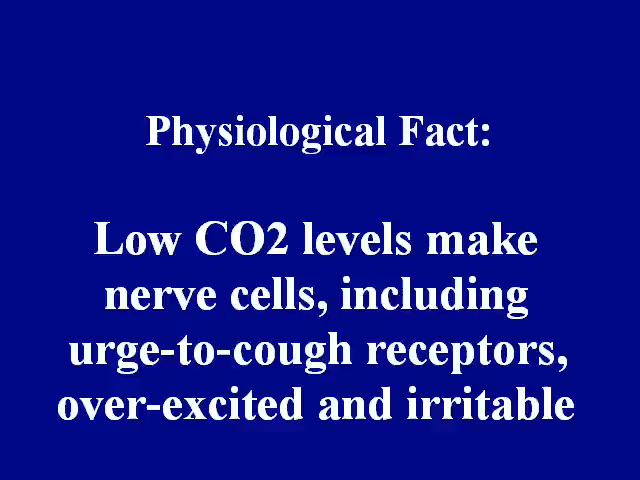 Physiological Fact:
Low CO2 levels make
nerve cells, including
urge-to-cough receptors,
over-excited and irritable